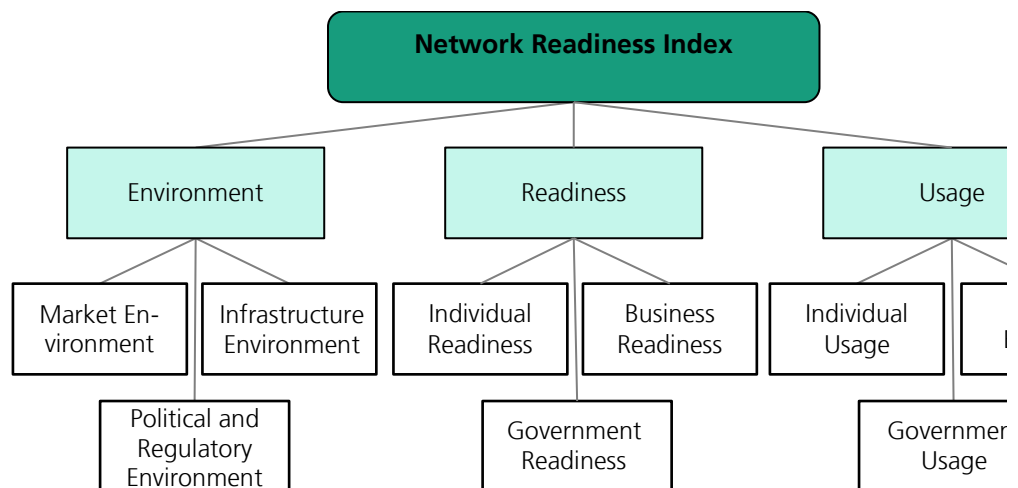 Network Readiness Index
Environment
Readiness
Usage
Market En-
vironment
Infrastructure
Environment
Individual
Readiness
Business
Readiness
Individual
Usage
Political and
Regulatory
Environment
Government
Readiness
Governmen
Usage